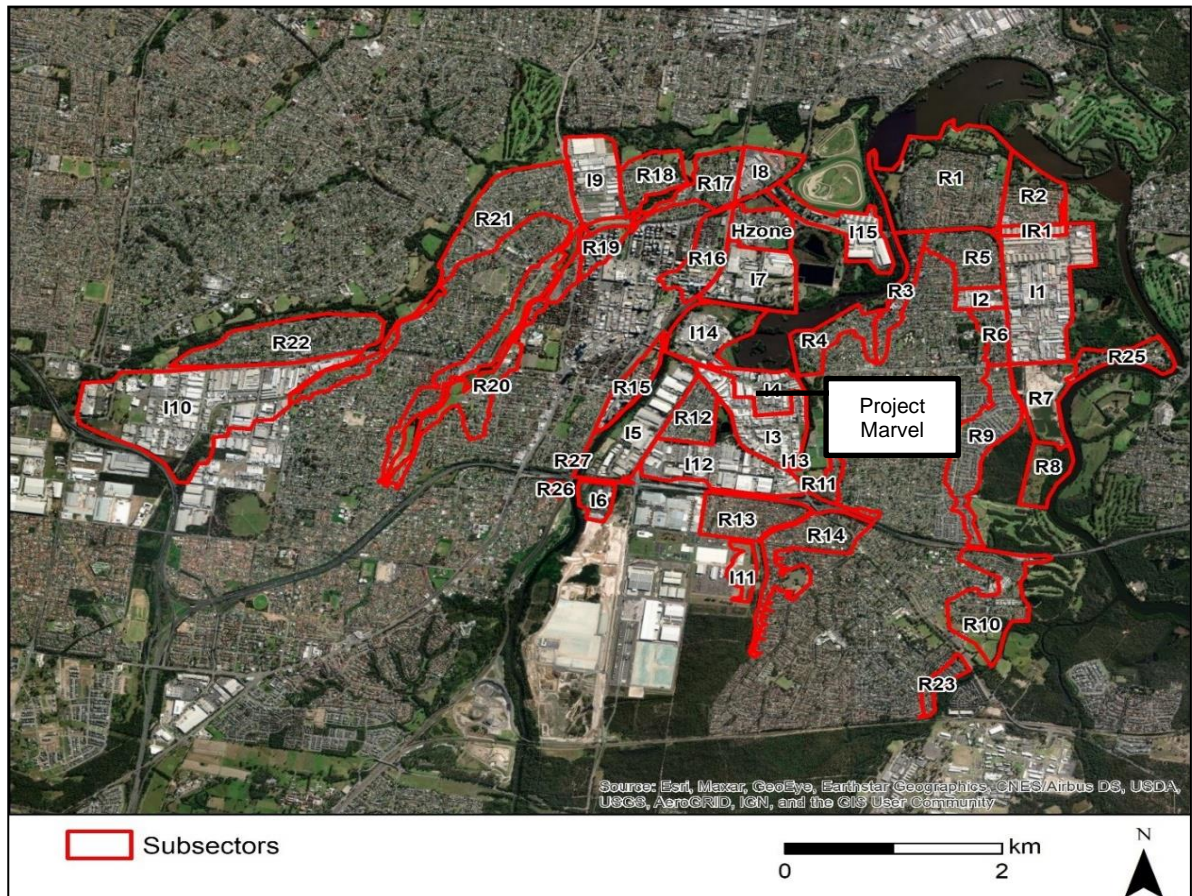 I9
R18
R17
I8
R1
R2
R21
R19
Hzone
I15
IR1
R16
R5
I7
R3
I2
I1
R22
I14
R4
R6
R25
R20
R15
I4
Project
Marvel
R7
I10
R12
I5
I3
R9
I12
I13
R27
R11
R8
R26
I6
R13
R14
I11
R10
R23
Source: Esri, Maxar, GeoEye, Earthstar Geographics, CNES/Airbus DS, USDA,
USGS, AeroGRID, IGN, and the GIS User Community
Subsectors
km
0
2
N